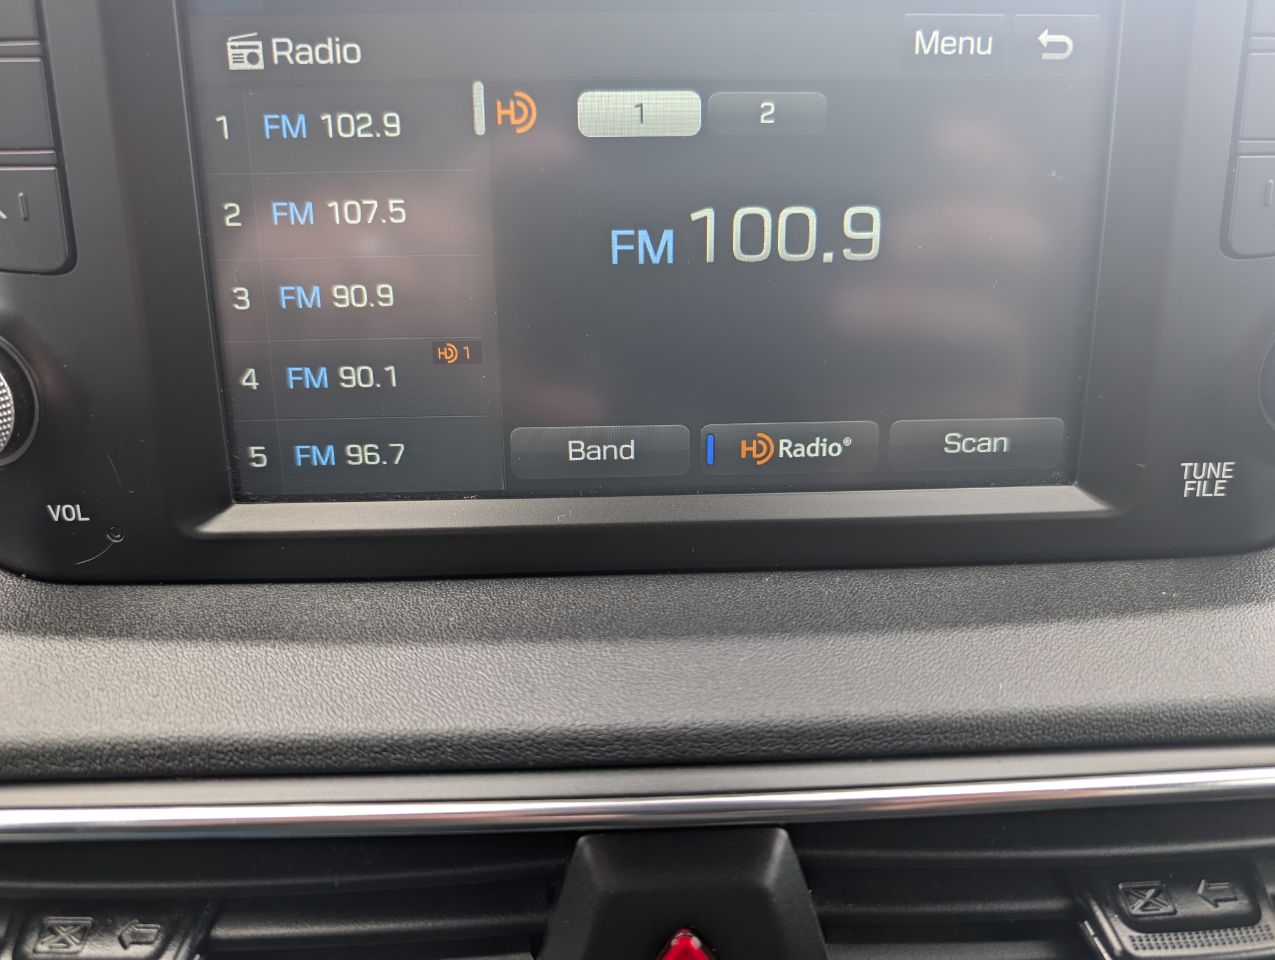 Radio
Menu
1 FM 102.9
HD 1 2
2 FM 107.5
FM 100.9
3 FM 90.9
HD 1
4 FM 90.1
5 FM 96.7
Band
HD Radio®
Scan
VOL
TUNE
FILE